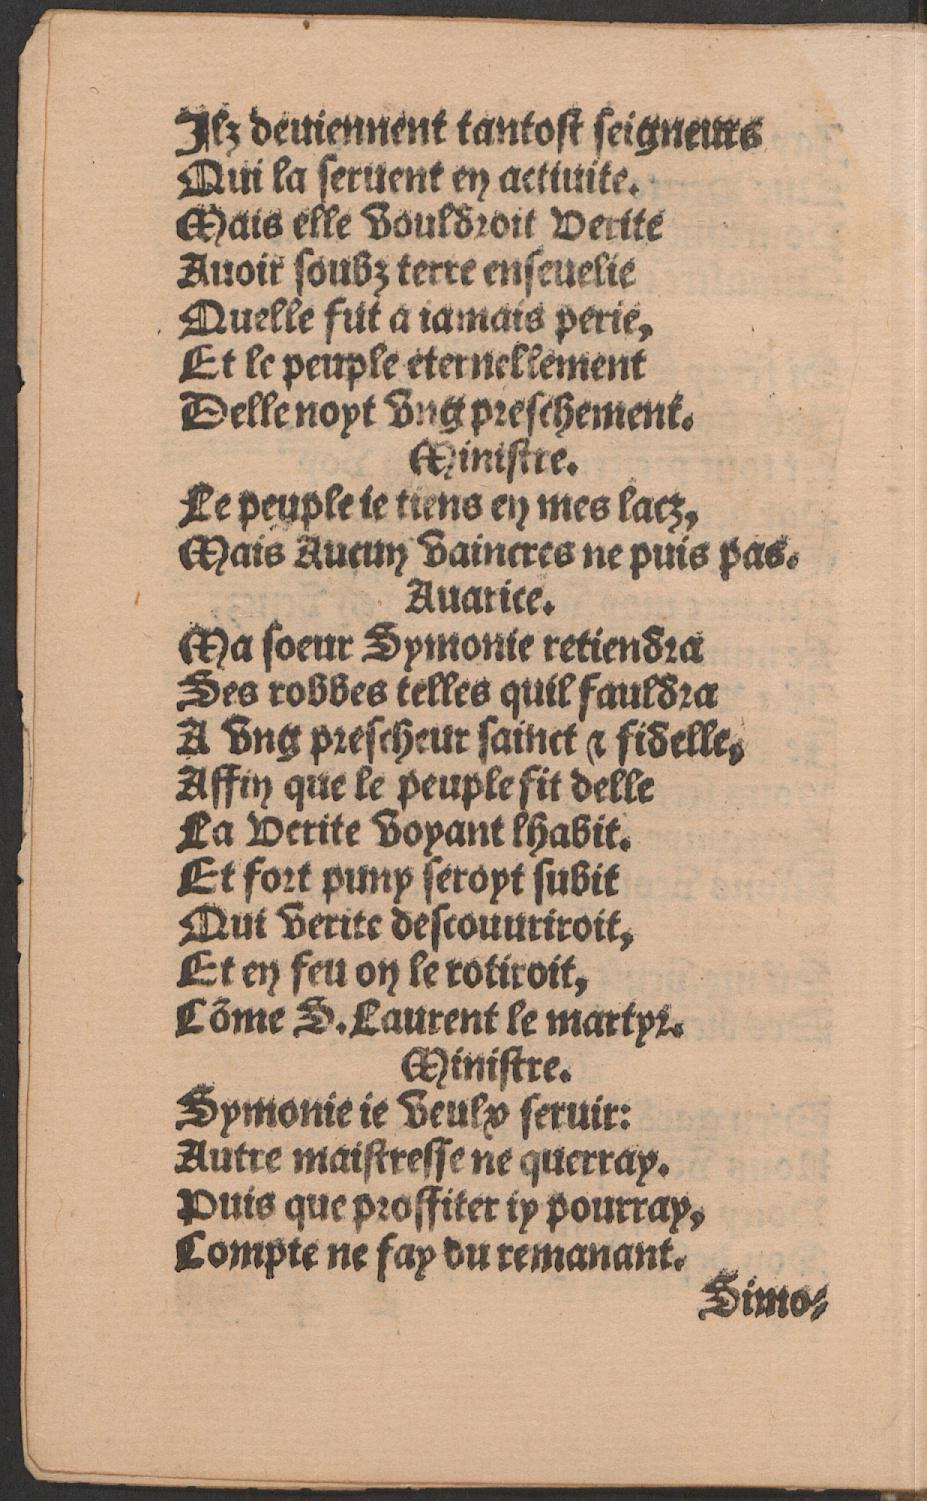 Ilz deuiennent tantost seigneurs
Qui la seruent en actiuite.
Mais elle vouldroit Verite
Auoir soubz terre enseuelie
Quelle fut a iamais perie,
Et le peuple eternellement
Delle noyt vng preschement.
Ministre.
Le peuple ie tiens en mes lacz,
Mais Aucun vaincres ne puis pas.
Auarice.
Ma soeur Symonie retiendra
Des robbes telles quil fauldra
A vng prescheur sainct ⁊ fidelle,
Affin que le peuple fit delle
La Verite voyant lhabit.
Et fort puny seroyt subit
Qui verite descouuriroit,
Et en feu on le rotiroit,
Cõme S. Laurent le martyr.
Ministre.
Symonie ie veulx seruir:
Autre maistresse ne querray.
Puis que proffiter iy pourray,
Compte ne fay du remanant.
Simo-